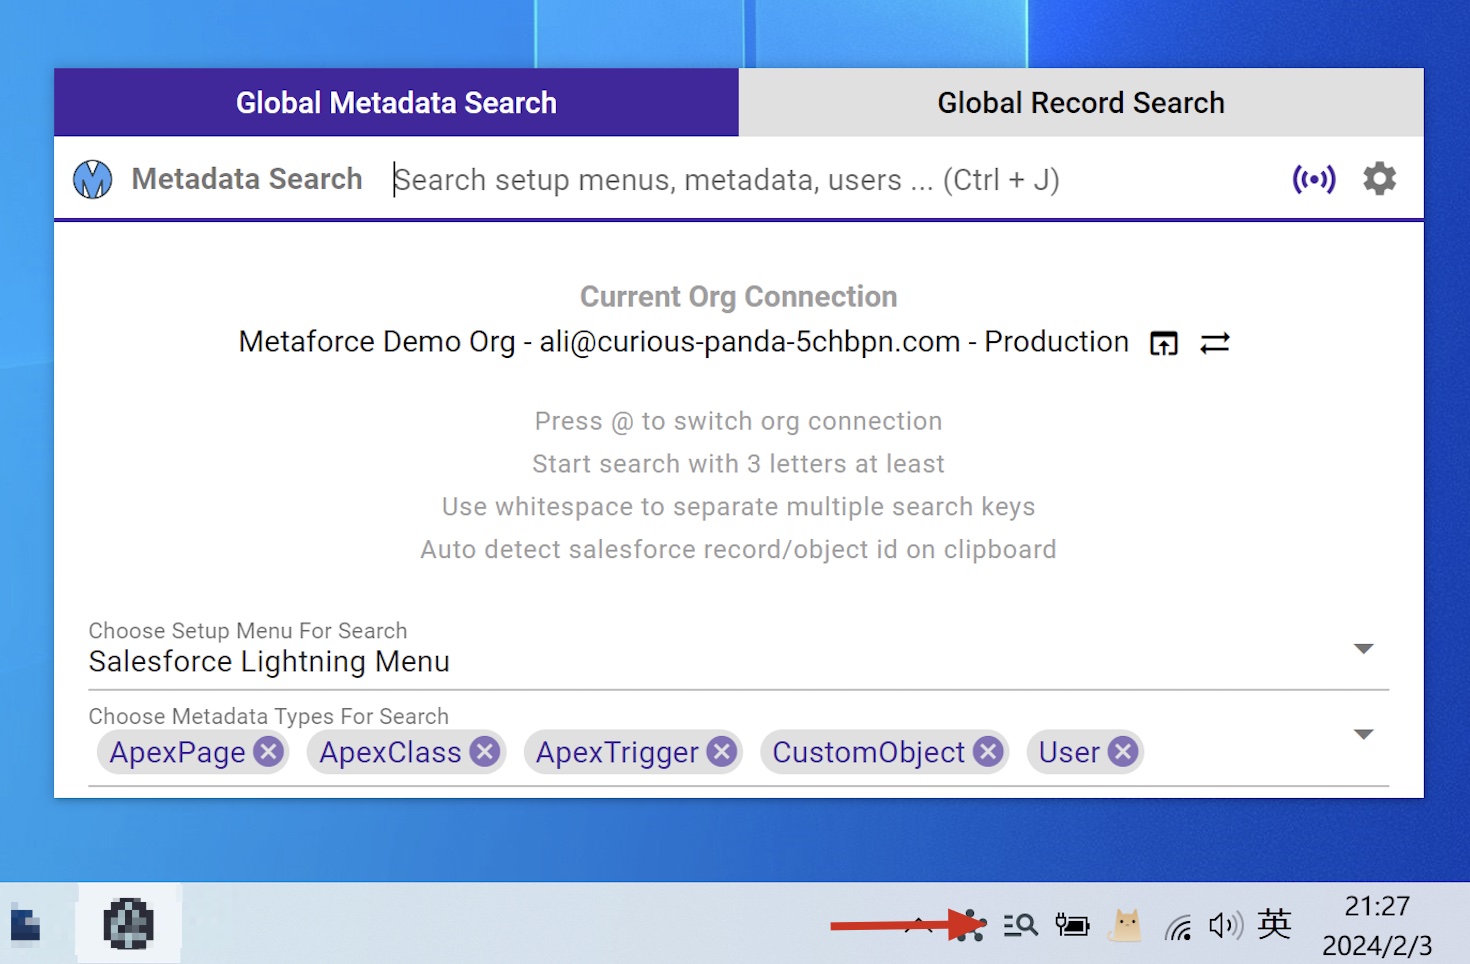 Global Metadata Search
Global Record Search
Metadata Search
Search setup menus, metadata, users ... (Ctrl + J)
Current Org Connection
Metaforce Demo Org - ali@curious-panda-5chbpn.com - Production
Press @ to switch org connection
Start search with 3 letters at least
Use whitespace to separate multiple search keys
Auto detect salesforce record/object id on clipboard
Choose Setup Menu For Search
Salesforce Lightning Menu
Choose Metadata Types For Search
ApexPage ApexClass ApexTrigger CustomObject User
英
21:27
2024/2/3